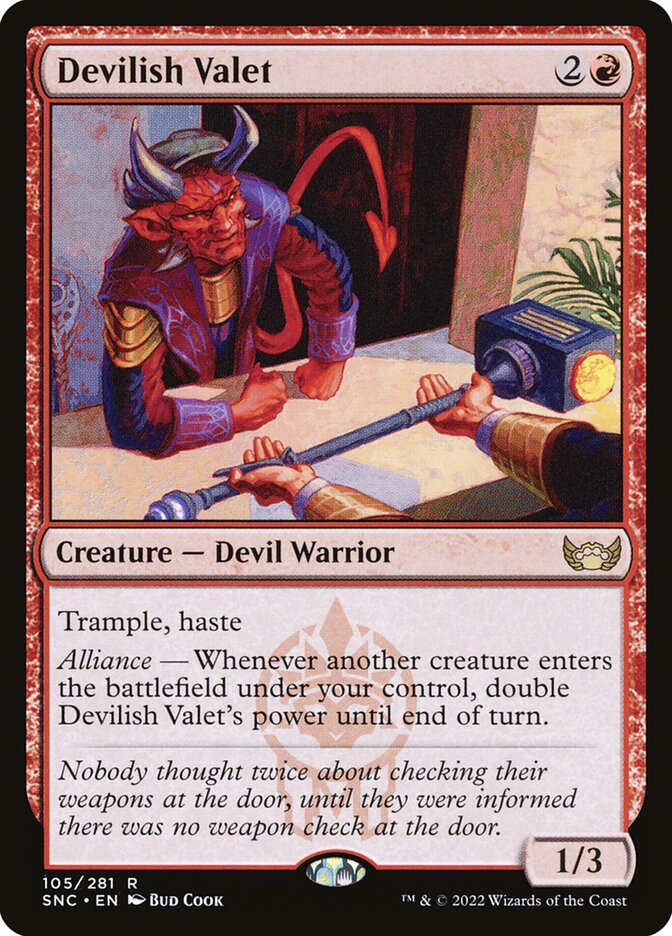 Devilish Valet 2
Creature — Devil Warrior
Trample, haste
Alliance — Whenever another creature enters
the battlefield under your control, double
Devilish Valet's power until end of turn.
Nobody thought twice about checking their
weapons at the door, until they were informed
there was no weapon check at the door.
1/3
105/281 R
SNC • EN Bud Cook
™ & © 2022 Wizards of the Coast